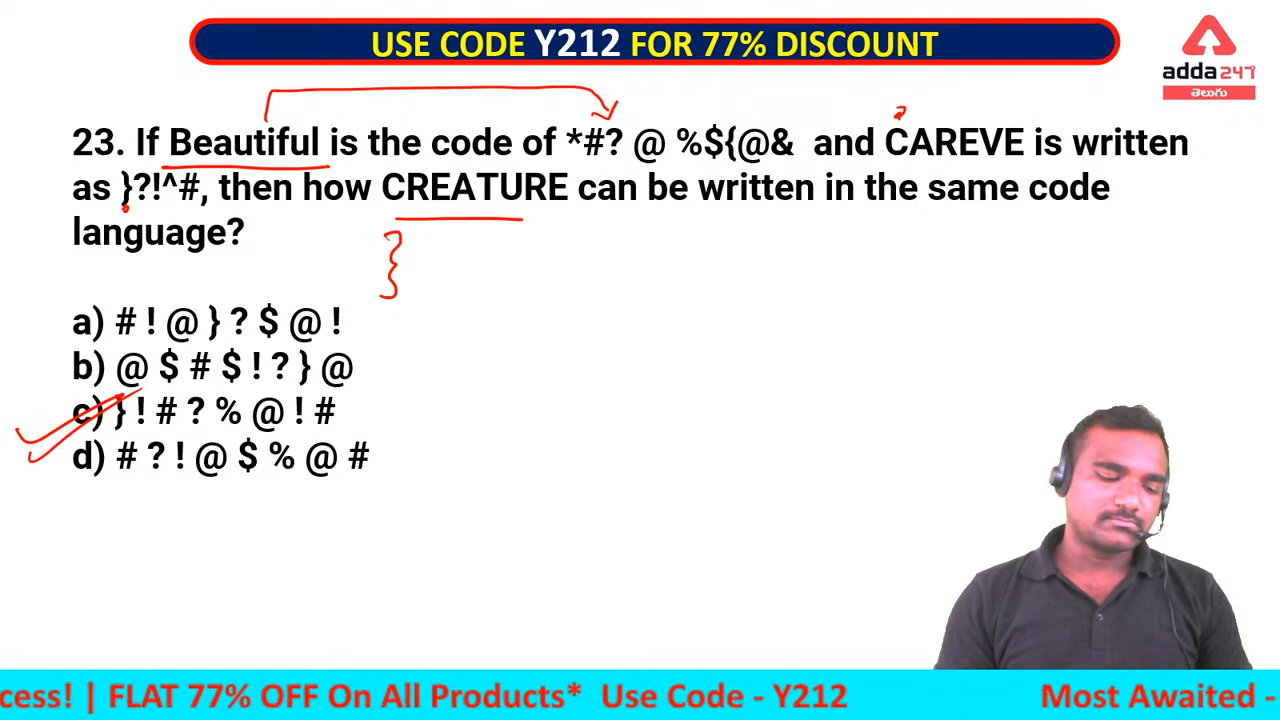 USE CODE Y212 FOR 77% DISCOUNT
adda247
తెలుగు
23. If Beautiful is the code of *#? @ %${@& and CAREVE is written
as }?!^#, then how CREATURE can be written in the same code
language?
}
a) # ! @ } ? $ @ !
b) @ $ # $ ! ? } @
c) } ! # ? % @ ! #
d) # ? ! @ $ % @ #
cess! | FLAT 77% OFF On All Products* Use Code - Y212 Most Awaited -